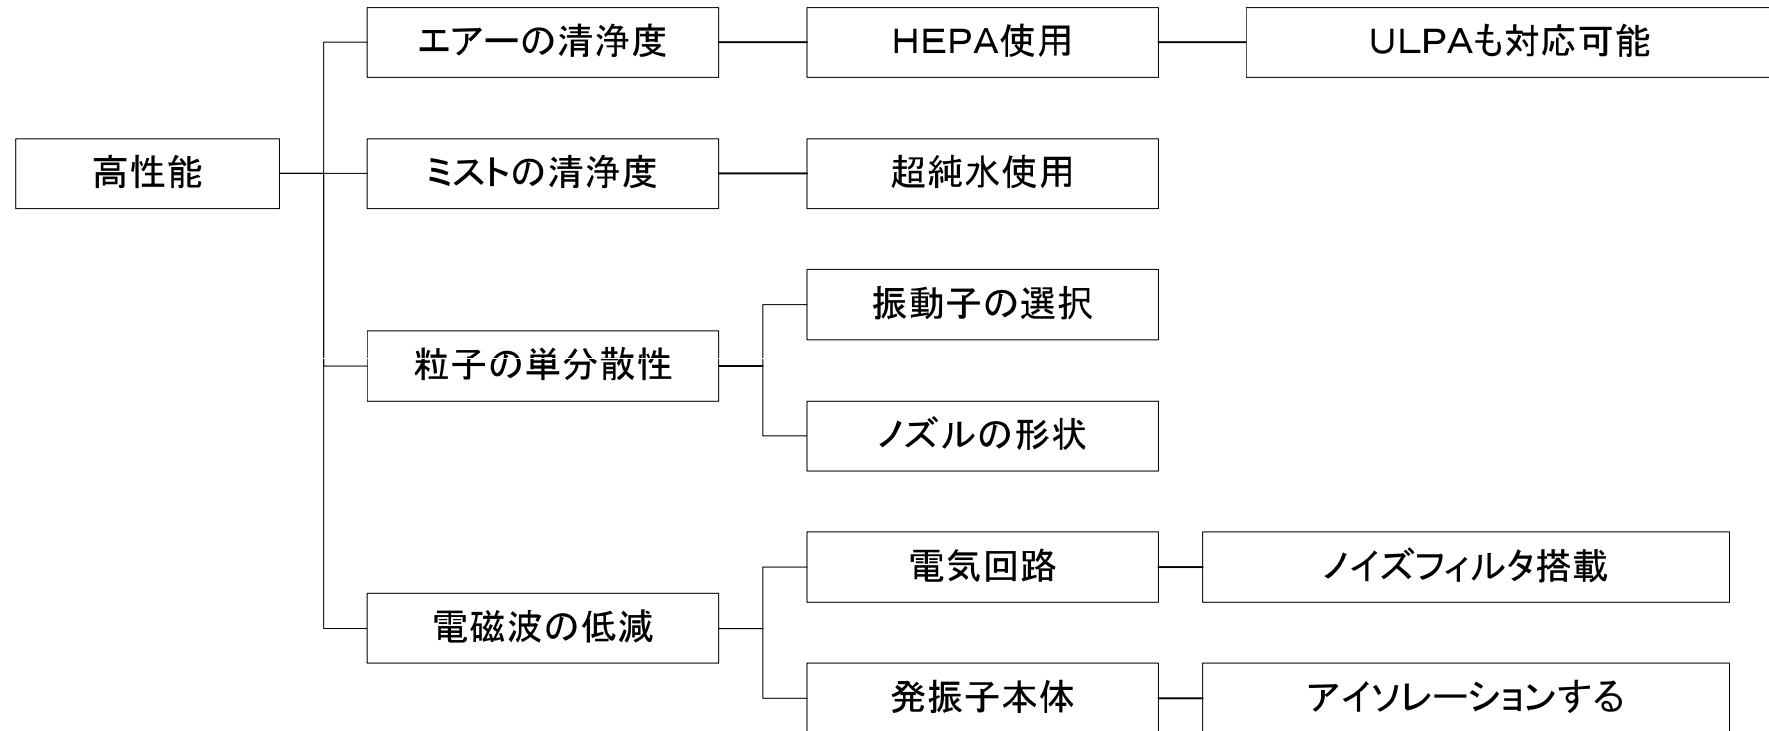 エアーの清浄度
HEPA使用
ULPAも対応可能
高性能
ミストの清浄度
超純水使用
振動子の選択
粒子の単分散性
ノズルの形状
電気回路
ノイズフィルタ搭載
電磁波の低減
発振子本体
アイソレーションする